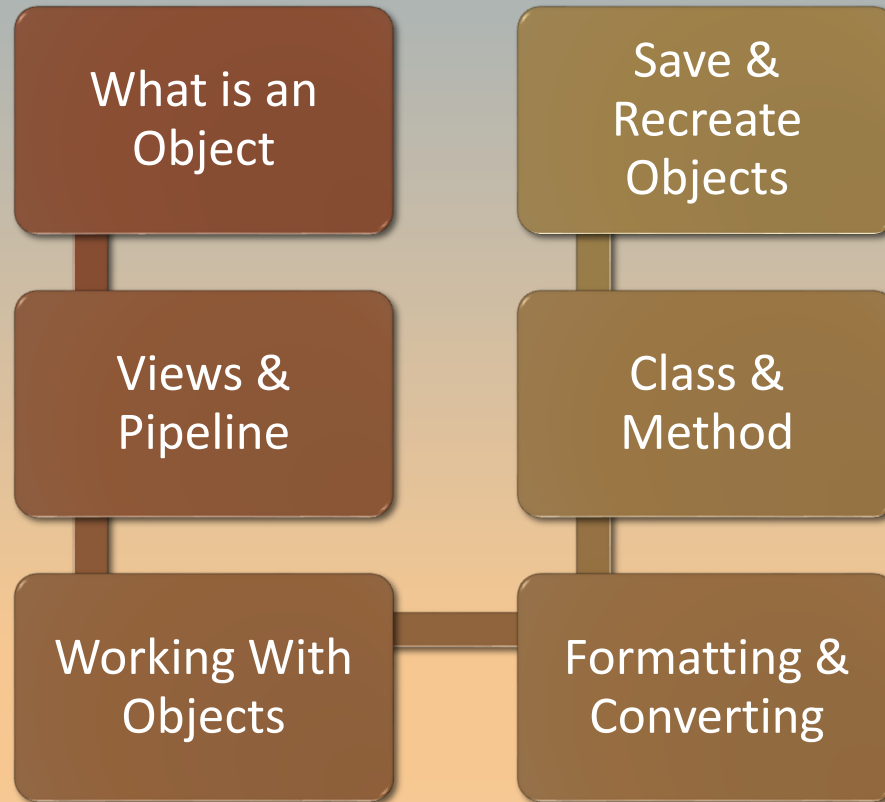 What is an
Object
Views &
Pipeline
Working With
Objects
Formatting &
Converting
Class &
Method
Save &
Recreate
Objects